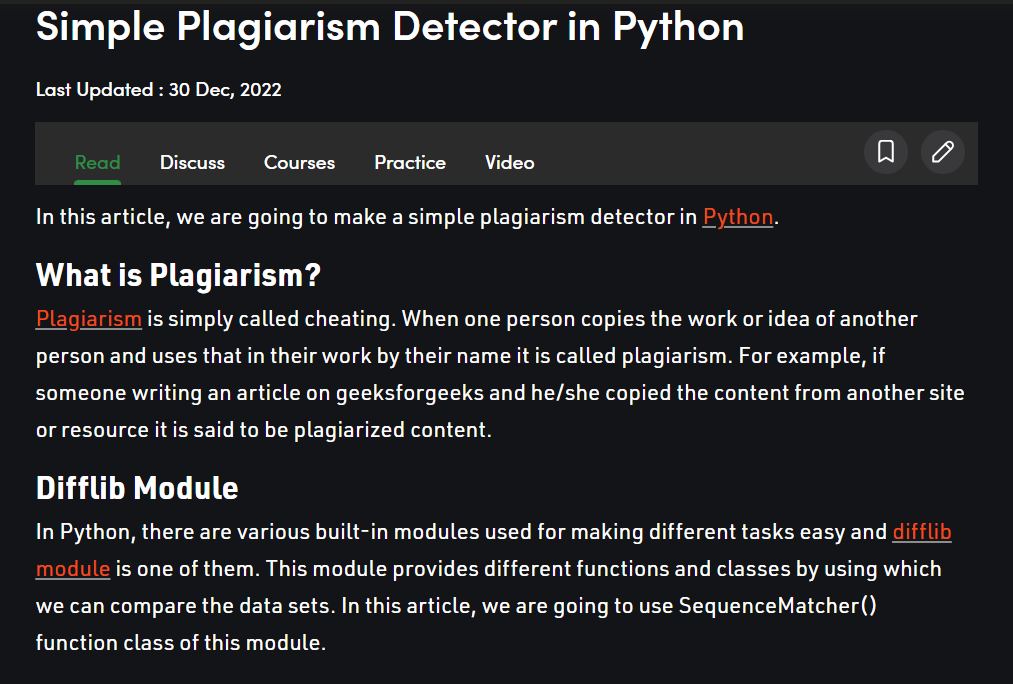 Simple Plagiarism Detector in Python
Last Updated : 30 Dec, 2022
Read Discuss Courses Practice Video
In this article, we are going to make a simple plagiarism detector in Python.
What is Plagiarism?
Plagiarism is simply called cheating. When one person copies the work or idea of another
person and uses that in their work by their name it is called plagiarism. For example, if
someone writing an article on geeksforgeeks and he/she copied the content from another site
or resource it is said to be plagiarized content.
Difflib Module
In Python, there are various built-in modules used for making different tasks easy and difflib
module is one of them. This module provides different functions and classes by using which
we can compare the data sets. In this article, we are going to use SequenceMatcher()
function class of this module.